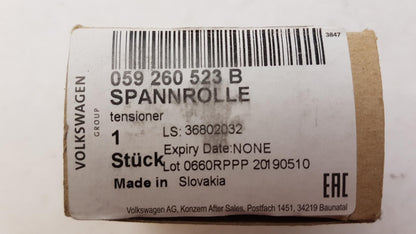 3847
VOLKSWAGEN
GROUP
059 260 523 B
SPANNROLLE
tensioner
1
Stück
LS: 36802032
Expiry Date:NONE
Lot 0660RPPP 20190510
Made in Slovakia
EAC
Volkswagen AG, Konzern After Sales, Postfach 1451, 34219 Baunatal